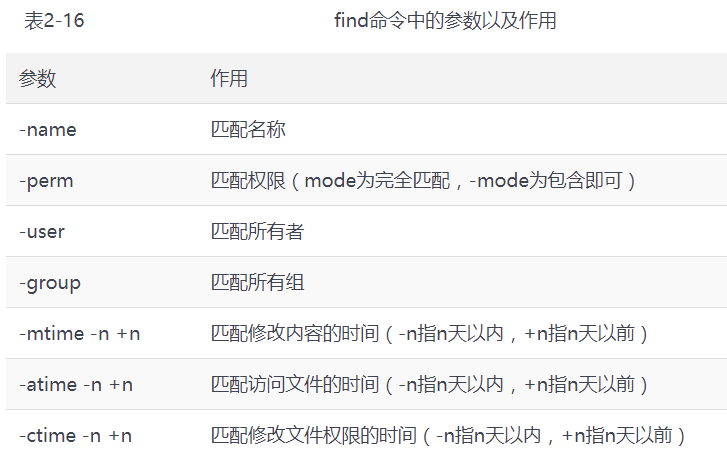 表2-16 find命令中的参数以及作用
参数 作用
-name 匹配名称
-perm 匹配权限（mode为完全匹配，-mode为包含即可）
-user 匹配所有者
-group 匹配所有组
-mtime -n +n 匹配修改内容的时间（-n指n天以内，+n指n天以前）
-atime -n +n 匹配访问文件的时间（-n指n天以内，+n指n天以前）
-ctime -n +n 匹配修改文件权限的时间（-n指n天以内，+n指n天以前）